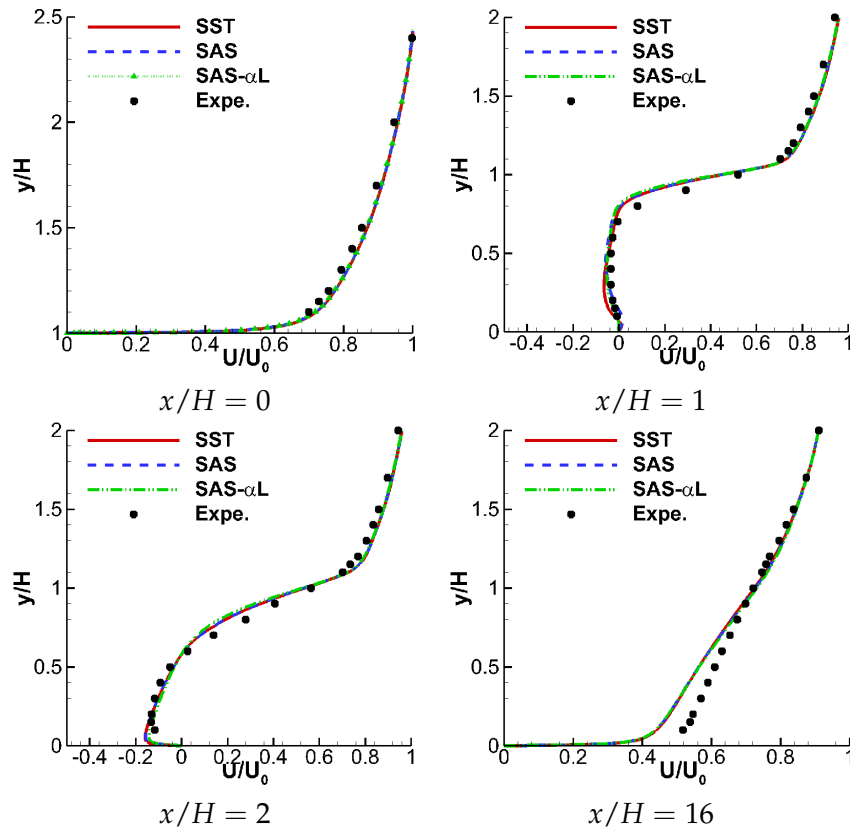 2.5
2
1.5
1
y/H
SST
SAS
SAS-αL
Expe.
0 0.2 0.4 0.6 0.8 1
U/U0
x/H = 0
2
1.5
1
0.5
0
y/H
SST
SAS
SAS-αL
Expe.
-0.4 -0.2 0 0.2 0.4 0.6 0.8 1
U/U0
x/H = 1
2
1.5
1
0.5
0
y/H
SST
SAS
SAS-αL
Expe.
-0.4 -0.2 0 0.2 0.4 0.6 0.8 1
U/U0
x/H = 2
2
1.5
1
0.5
0
y/H
SST
SAS
SAS-αL
Expe.
0 0.2 0.4 0.6 0.8 1
U/U0
x/H = 16